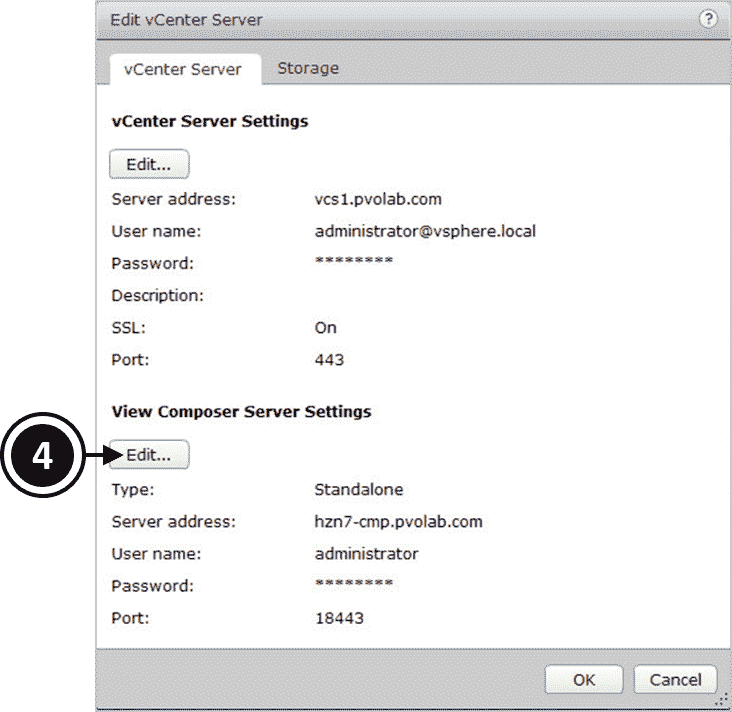 Edit vCenter Server ?
vCenter Server Storage
vCenter Server Settings
Edit...
Server address: vcs1.pvolab.com
User name: administrator@vsphere.local
Password: ********
Description:
SSL: On
Port: 443
View Composer Server Settings
4 Edit...
Type: Standalone
Server address: hzn7-cmp.pvolab.com
User name: administrator
Password: ********
Port: 18443
OK Cancel